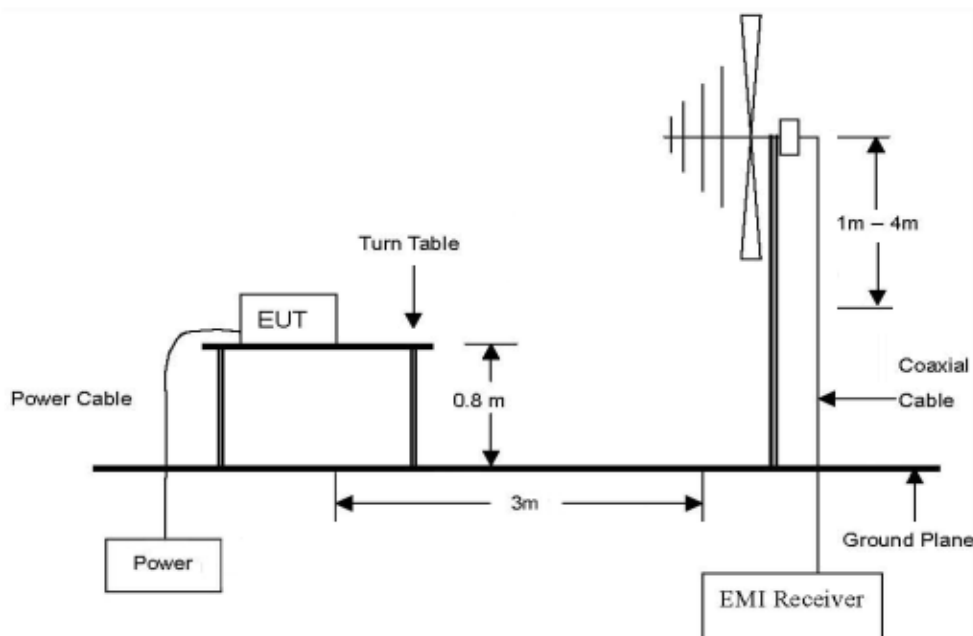 1m – 4m
Turn Table
EUT
Coaxial
Cable
Power Cable
0.8 m
3m
Ground Plane
Power
EMI Receiver